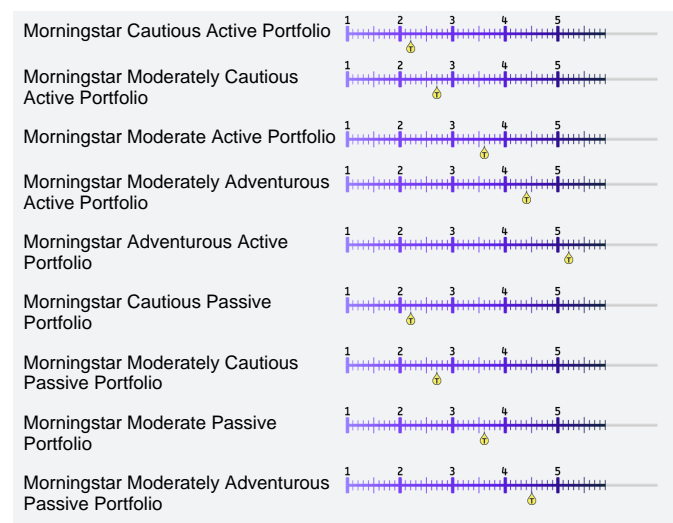 Morningstar Cautious Active Portfolio
1 2 3 4 5
T
Morningstar Moderately Cautious
Active Portfolio
1 2 3 4 5
T
Morningstar Moderate Active Portfolio
1 2 3 4 5
T
Morningstar Moderately Adventurous
Active Portfolio
1 2 3 4 5
T
Morningstar Adventurous Active
Portfolio
1 2 3 4 5
T
Morningstar Cautious Passive
Portfolio
1 2 3 4 5
T
Morningstar Moderately Cautious
Passive Portfolio
1 2 3 4 5
T
Morningstar Moderate Passive
Portfolio
1 2 3 4 5
T
Morningstar Moderately Adventurous
Passive Portfolio
1 2 3 4 5
T